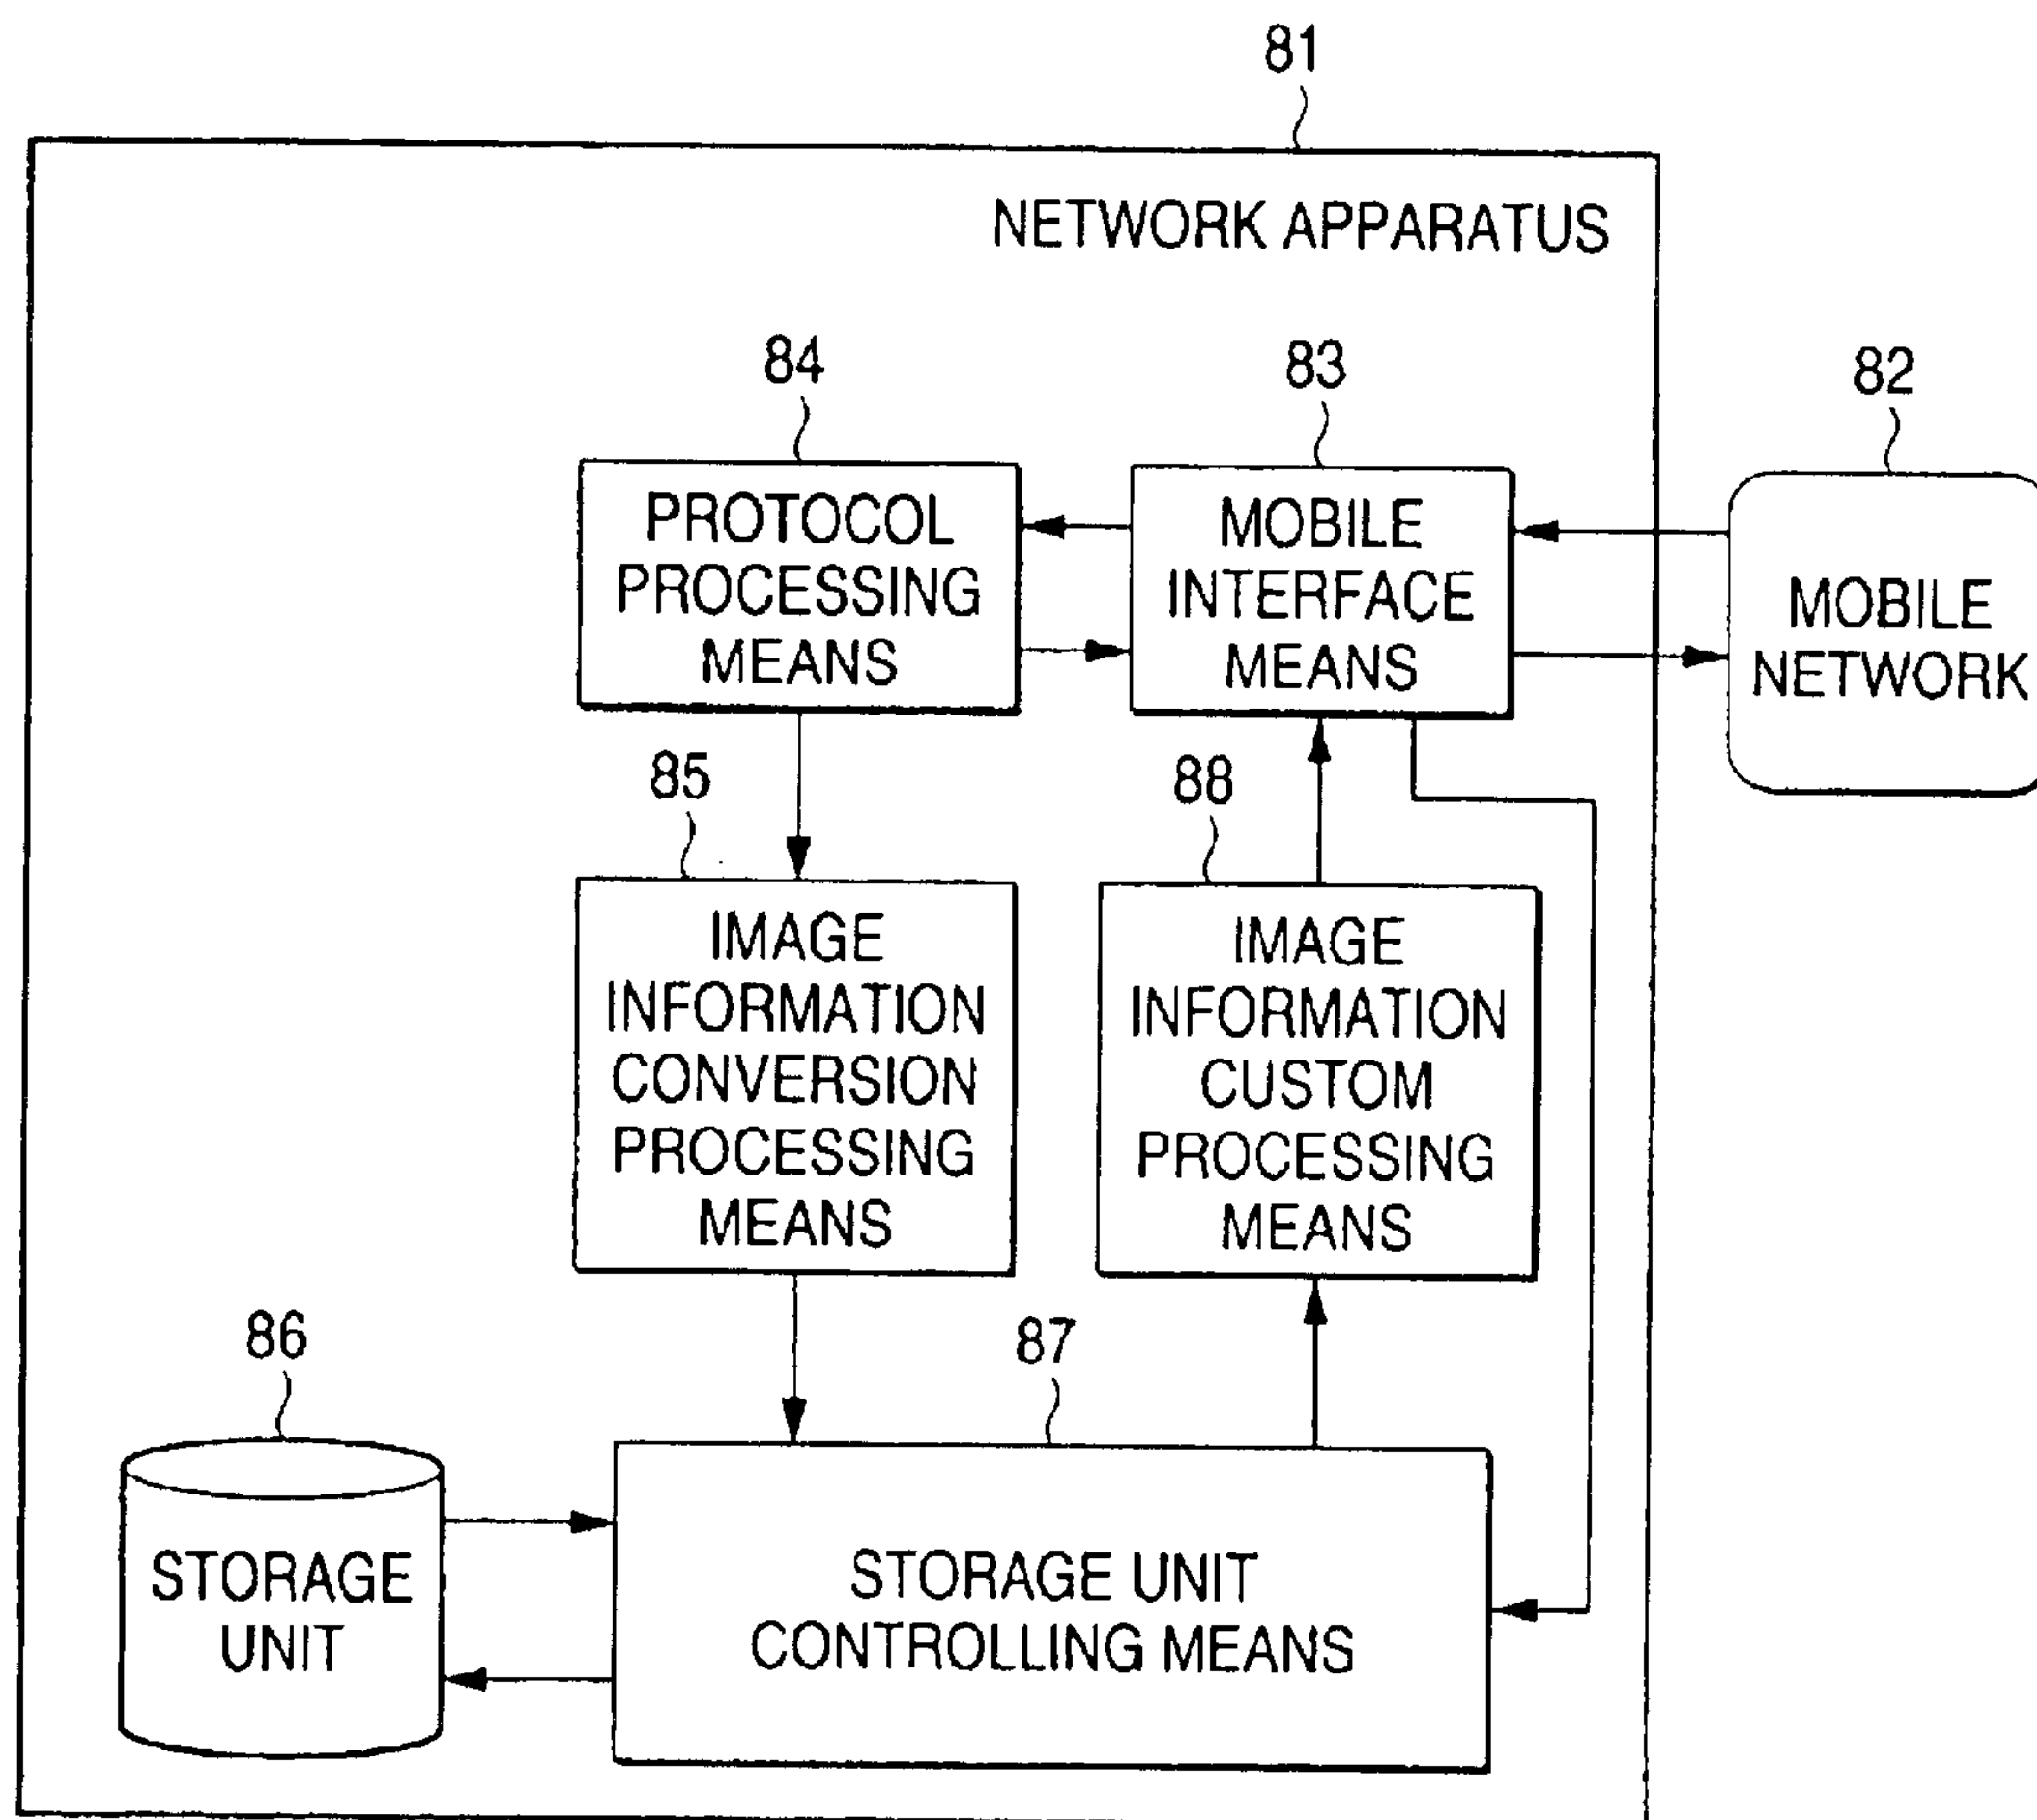 81
NETWORK APPARATUS
84
83
82
PROTOCOL
PROCESSING
MEANS
MOBILE
INTERFACE
MEANS
MOBILE
NETWORK
85
88
IMAGE
INFORMATION
CONVERSION
PROCESSING
MEANS
IMAGE
INFORMATION
CUSTOM
PROCESSING
MEANS
86
87
STORAGE
UNIT
STORAGE UNIT
CONTROLLING MEANS